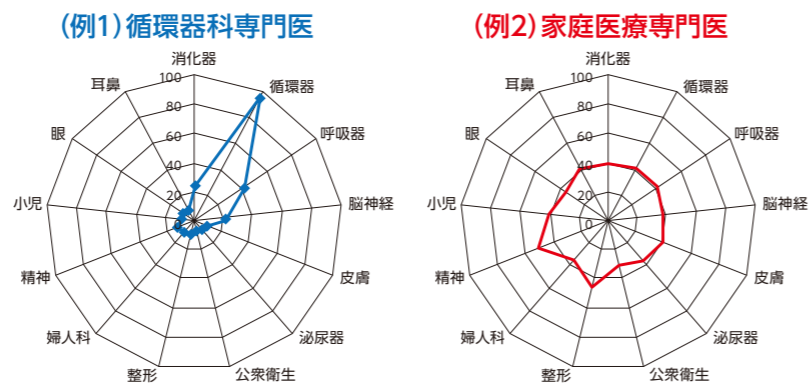 (例1)循環器科専門医
消化器
循環器
呼吸器
脳神経
皮膚
泌尿器
公衆衛生
整形
婦人科
精神
小児
眼
耳鼻
100
80
60
40
20
0
(例2)家庭医療専門医
消化器
循環器
呼吸器
脳神経
皮膚
泌尿器
公衆衛生
整形
婦人科
精神
小児
眼
耳鼻
100
80
60
40
20
0